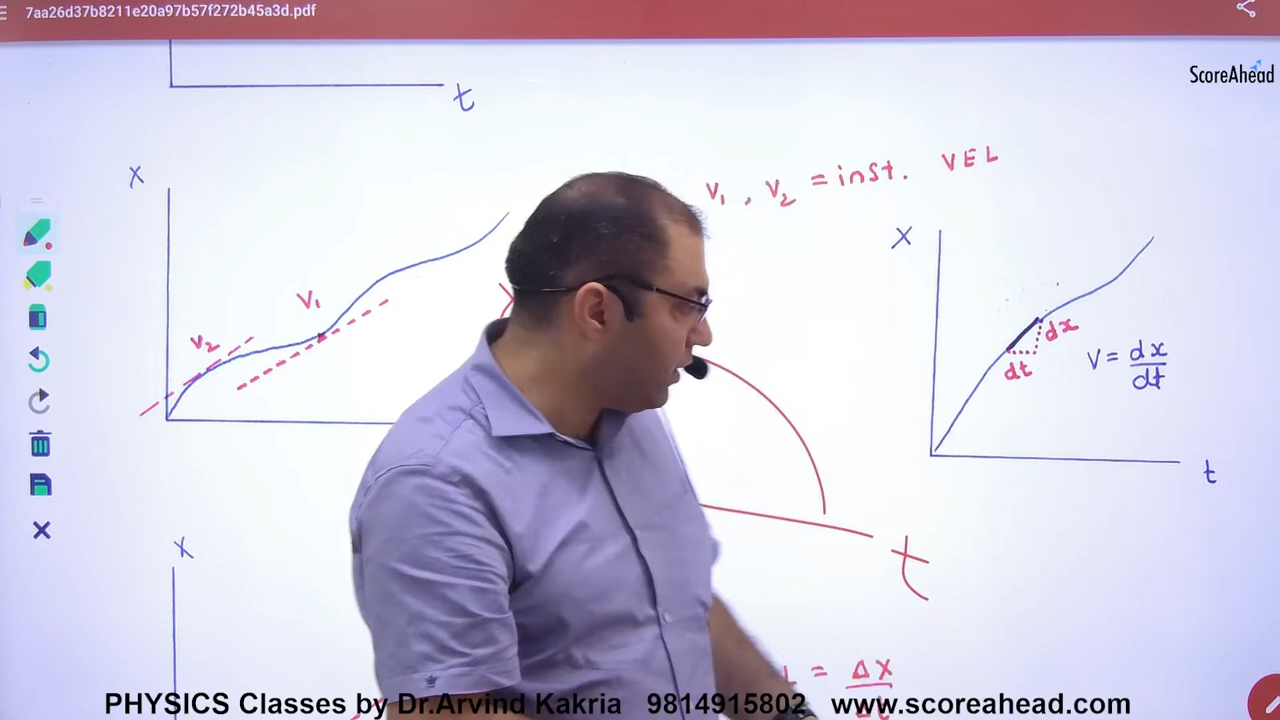 7aa26d37b8211e20a97b57f272b45a3d.pdf
ScoreAhead
t
x
v₁, v₂ = inst. VEL
x
v₁
v₂
dx
dt
v = dx/dt
t
t
x
= Δx
PHYSICS Classes by Dr.Arvind Kakria 9814915802 www.scoreahead.com